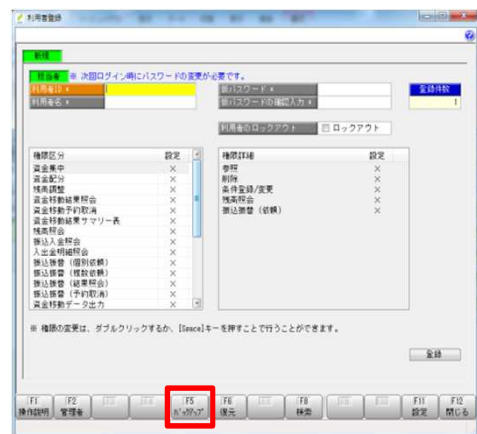 利用者登録
新規
担当者 ※ 次回ログイン時にパスワードの変更が必要です。
利用者ID * 仮パスワード * 登録件数
利用者名 * 仮パスワードの確認入力 * 1
利用者のロックアウト ロックアウト
権限区分 設定 権限詳細 設定
資金集中 × 参照 ×
資金配分 × 削除 ×
残高調整 × 条件登録/変更 ×
資金移動結果照会 × 残高照会 ×
資金移動予約取消 × 振込振替（依頼） ×
資金移動結果サマリー表 ×
残高照会 ×
振込入金照会 ×
入出金明細照会 ×
振込振替（個別依頼） ×
振込振替（複数依頼） ×
振込振替（結果照会） ×
振込振替（予約取消） ×
資金移動データ出力 ×
※ 権限の変更は、ダブルクリックするか、[Space]キーを押すことで行うことができます。
登録
F1 F2 F5 F6 F8 F11 F12
操作説明 管理者 ﾊﾞｯｸｱｯﾌﾟ 復元 検索 設定 閉じる